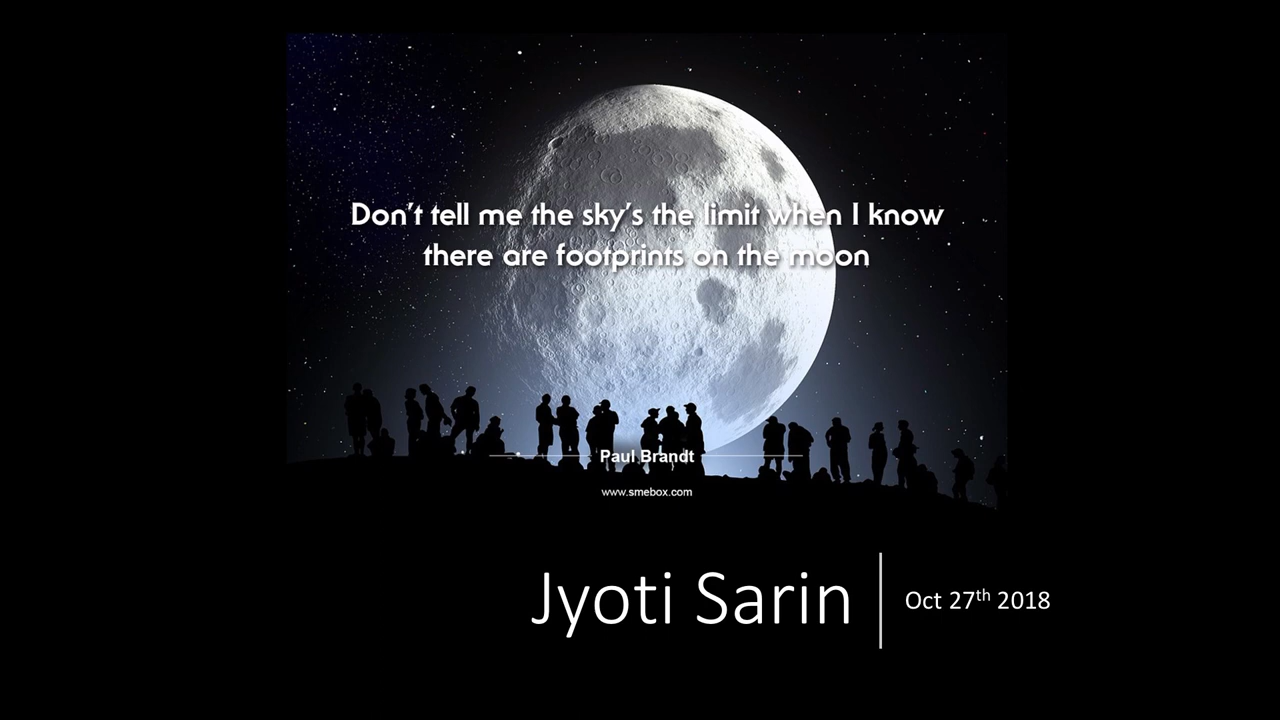 Don't tell me the sky's the limit when I know
there are footprints on the moon
Paul Brandt
www.smebox.com
Jyoti Sarin
Oct 27th 2018